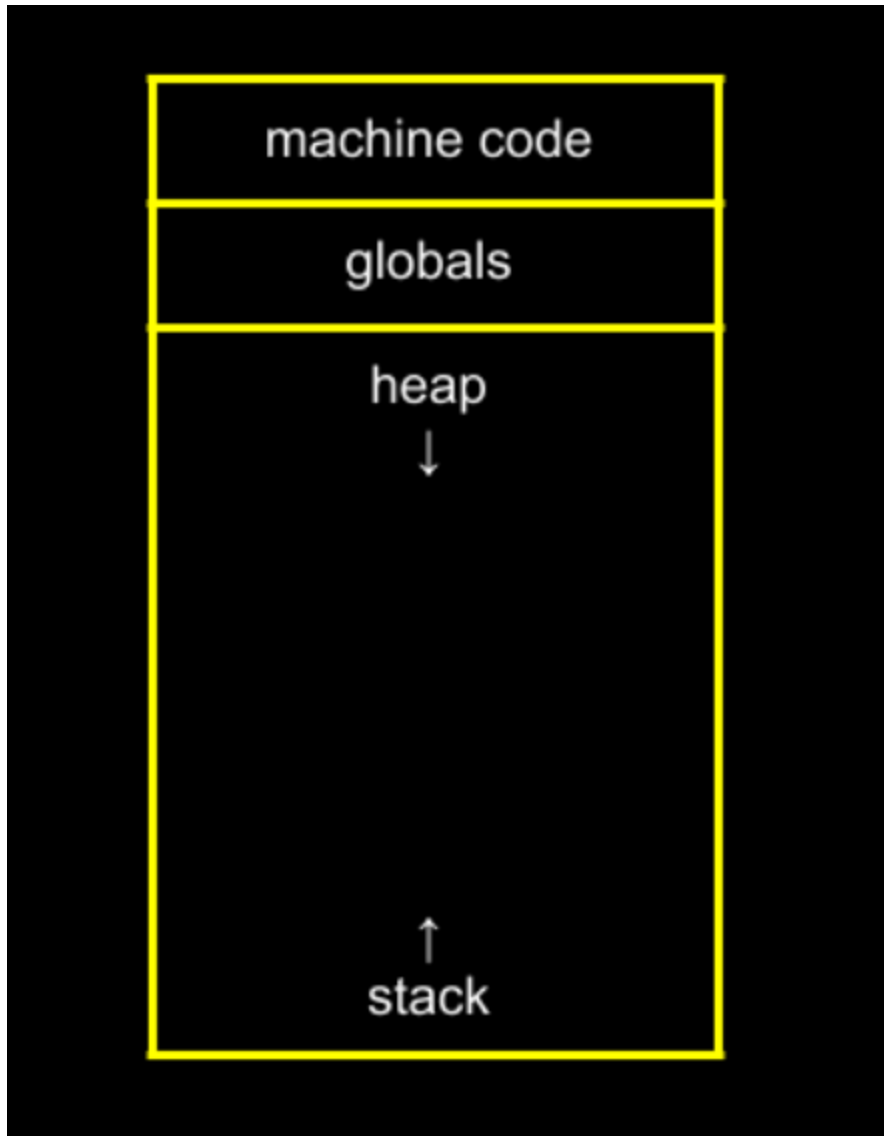 machine code
globals
heap
↓
↑
stack